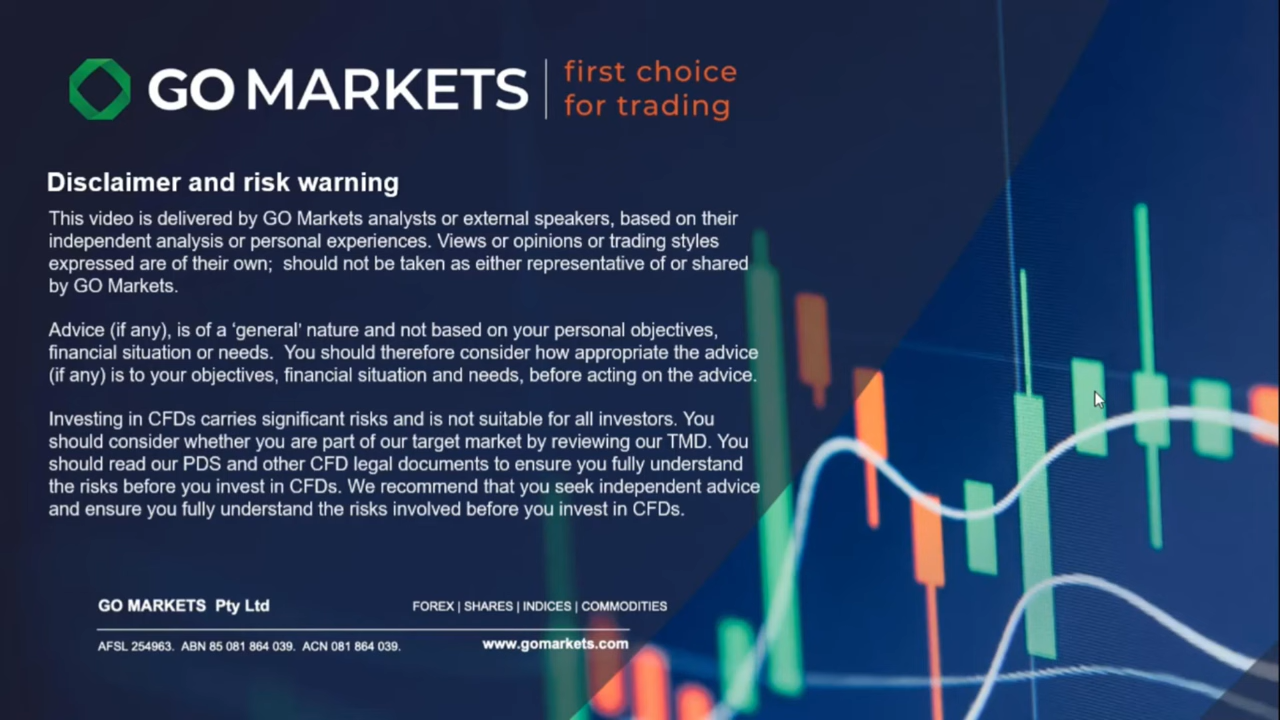 GO MARKETS
first choice
for trading
Disclaimer and risk warning
This video is delivered by GO Markets analysts or external speakers, based on their
independent analysis or personal experiences. Views or opinions or trading styles
expressed are of their own;  should not be taken as either representative of or shared
by GO Markets.
Advice (if any), is of a ‘general’ nature and not based on your personal objectives,
financial situation or needs.  You should therefore consider how appropriate the advice
(if any) is to your objectives, financial situation and needs, before acting on the advice.
Investing in CFDs carries significant risks and is not suitable for all investors. You
should consider whether you are part of our target market by reviewing our TMD. You
should read our PDS and other CFD legal documents to ensure you fully understand
the risks before you invest in CFDs. We recommend that you seek independent advice
and ensure you fully understand the risks involved before you invest in CFDs.
GO MARKETS  Pty Ltd
FOREX | SHARES | INDICES | COMMODITIES
AFSL 254963.  ABN 85 081 864 039.  ACN 081 864 039.
www.gomarkets.com